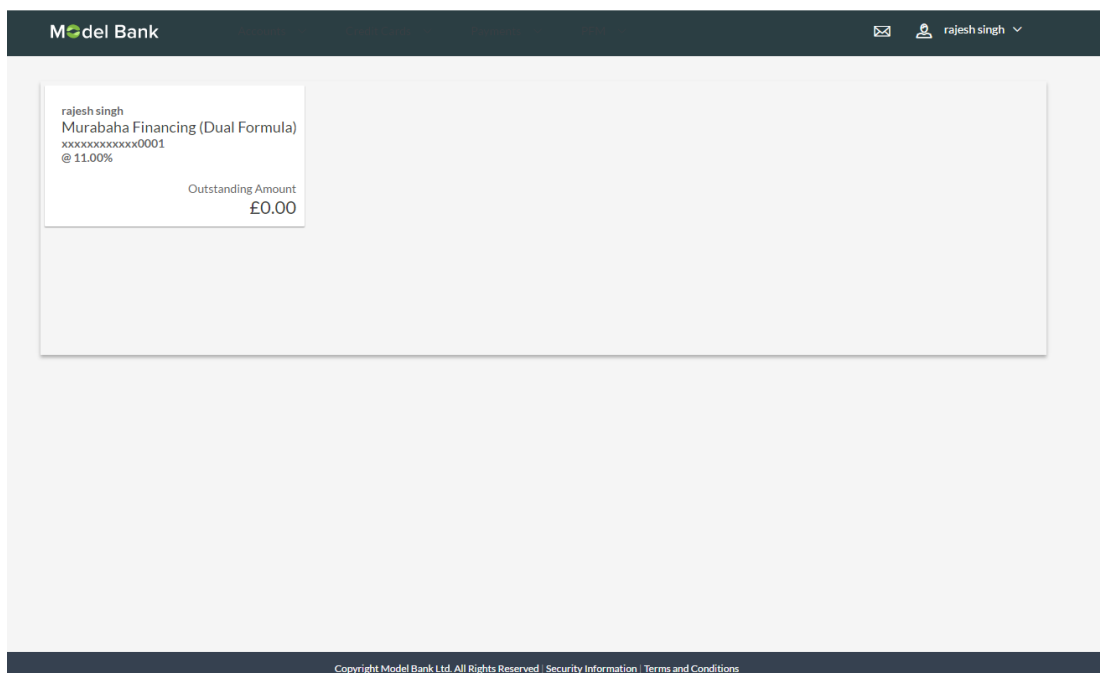 Model Bank
rajesh singh
rajesh singh
Murabaha Financing (Dual Formula)
xxxxxxxxxxxx0001
@ 11.00%
Outstanding Amount
£0.00
Copyright Model Bank Ltd. All Rights Reserved | Security Information | Terms and Conditions